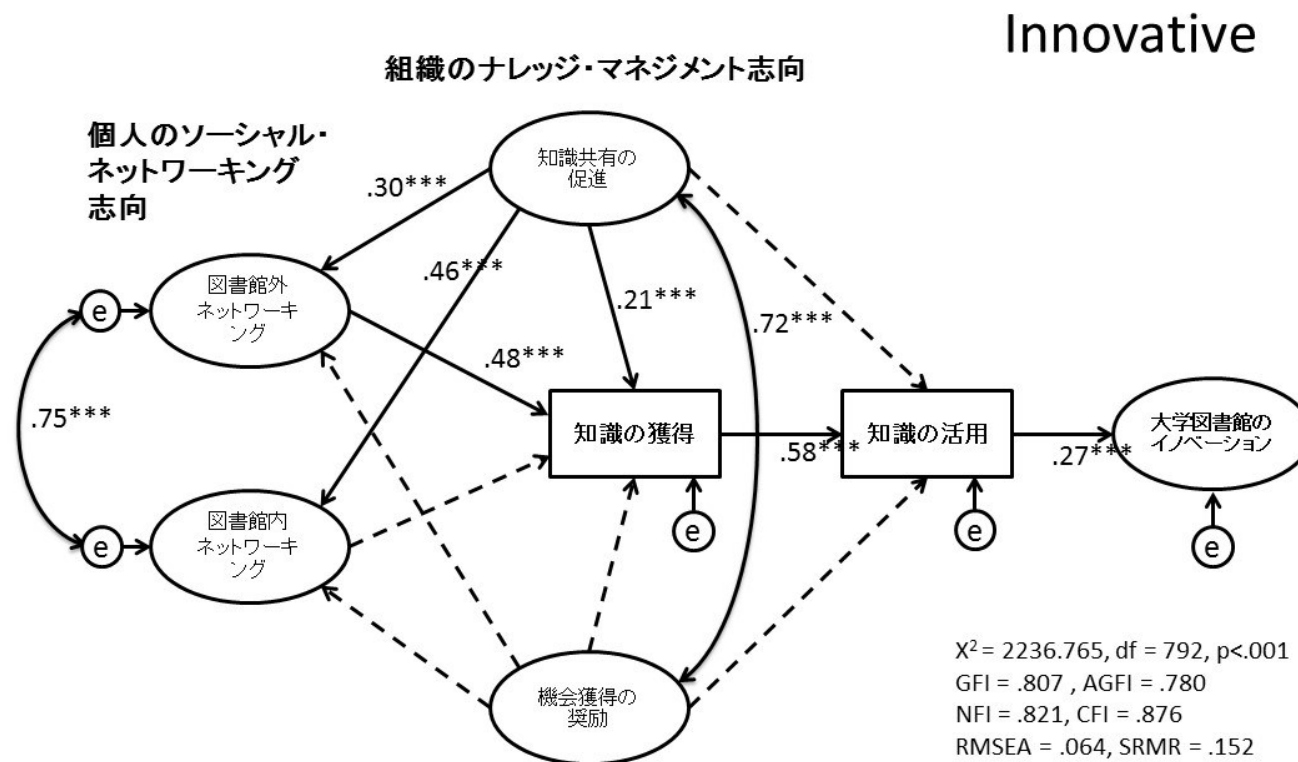 Innovative
組織のナレッジ・マネジメント志向
個人のソーシャル・
ネットワーキング
志向
知識共有の
促進
.30***
.46***
.21***
.72***
図書館外
ネットワーキ
ング
e
.48***
.75***
知識の獲得
.58***
知識の活用
.27***
大学図書館の
イノベーション
e
図書館内
ネットワーキ
ング
e
e
e
機会獲得の
奨励
X² = 2236.765, df = 792, p<.001
GFI = .807 , AGFI = .780
NFI = .821, CFI = .876
RMSEA = .064, SRMR = .152